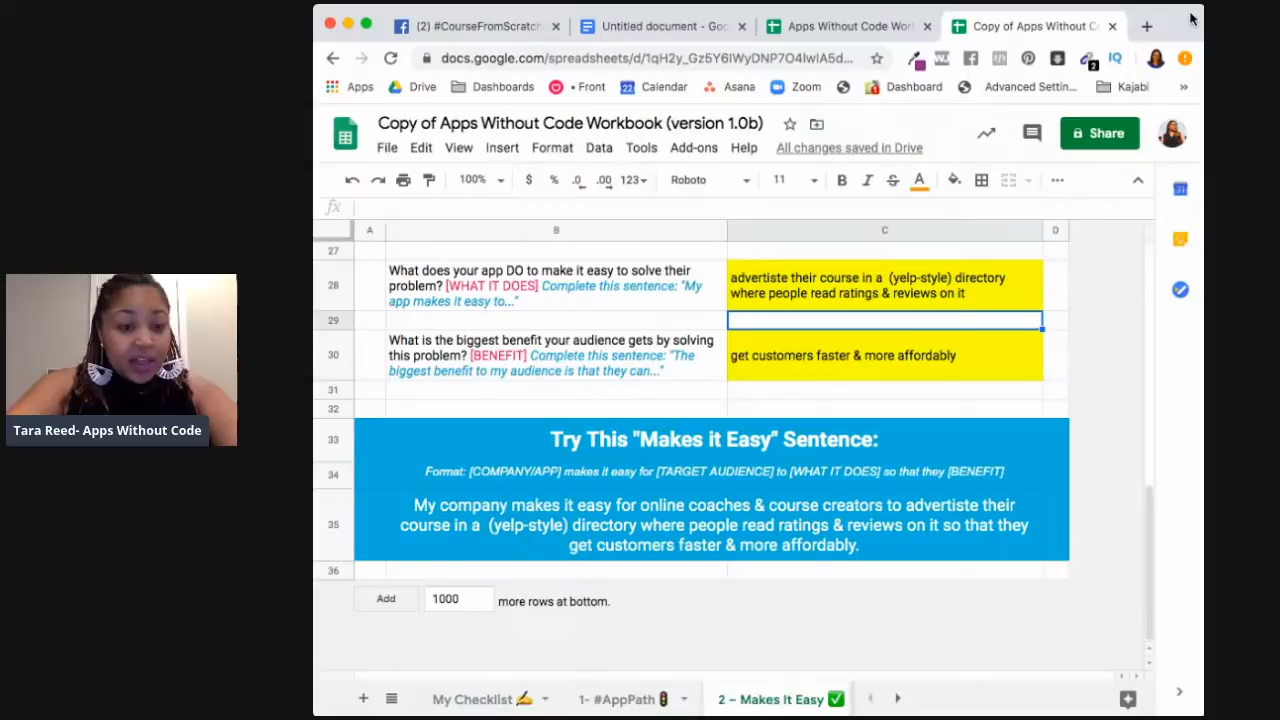 (2) #CourseFromScratch
Untitled document - Goo
Apps Without Code Wor
Copy of Apps Without C
docs.google.com/spreadsheets/d/1qH2y_Gz5Y6IWyDNP7O4IwIA5d...
2
Apps
Drive
Dashboards
• Front
22
Calendar
Asana
Zoom
Dashboard
Advanced Settin...
Kajabi
»
Copy of Apps Without Code Workbook (version 1.0b)
Share
File Edit View Insert Format Data Tools Add-ons Help All changes saved in Drive
100% $ % .0 .00 123 Roboto 11 B I S A
fx
A B C D
27
28
What does your app DO to make it easy to solve their
problem? [WHAT IT DOES] Complete this sentence: "My
app makes it easy to..."
advertiste their course in a (yelp-style) directory
where people read ratings & reviews on it
29
30
What is the biggest benefit your audience gets by solving
this problem? [BENEFIT] Complete this sentence: "The
biggest benefit to my audience is that they can..."
get customers faster & more affordably
31
32
33
Try This "Makes it Easy" Sentence:
34
Format: [COMPANY/APP] makes it easy for [TARGET AUDIENCE] to [WHAT IT DOES] so that they [BENEFIT]
35
My company makes it easy for online coaches & course creators to advertiste their
course in a (yelp-style) directory where people read ratings & reviews on it so that they
get customers faster & more affordably.
36
Add 1000 more rows at bottom.
My Checklist
1- #AppPath
2 – Makes It Easy
Tara Reed- Apps Without Code